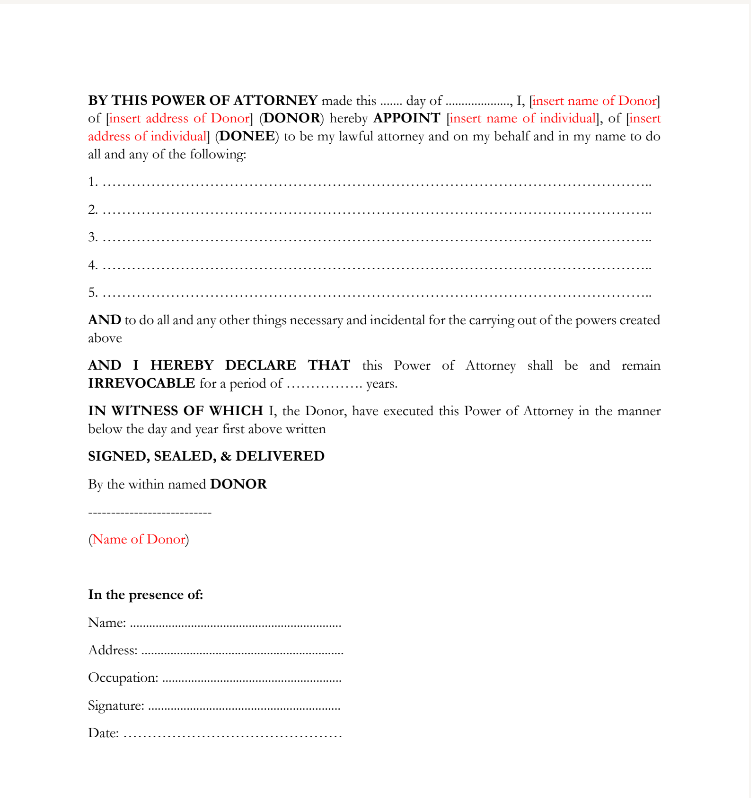 BY THIS POWER OF ATTORNEY made this ....... day of ...................., I, [insert name of Donor]
of [insert address of Donor] (DONOR) hereby APPOINT [insert name of individual], of [insert
address of individual] (DONEE) to be my lawful attorney and on my behalf and in my name to do
all and any of the following:
1. …………………………………………………………………………………………………..
2. …………………………………………………………………………………………………..
3. …………………………………………………………………………………………………..
4. …………………………………………………………………………………………………..
5. …………………………………………………………………………………………………..
AND to do all and any other things necessary and incidental for the carrying out of the powers created
above
AND I HEREBY DECLARE THAT this Power of Attorney shall be and remain
IRREVOCABLE for a period of ……………. years.
IN WITNESS OF WHICH I, the Donor, have executed this Power of Attorney in the manner
below the day and year first above written
SIGNED, SEALED, & DELIVERED
By the within named DONOR
---------------------------
(Name of Donor)
In the presence of:
Name: ..................................................................
Address: ...............................................................
Occupation: ........................................................
Signature: ............................................................
Date: ………………………………………